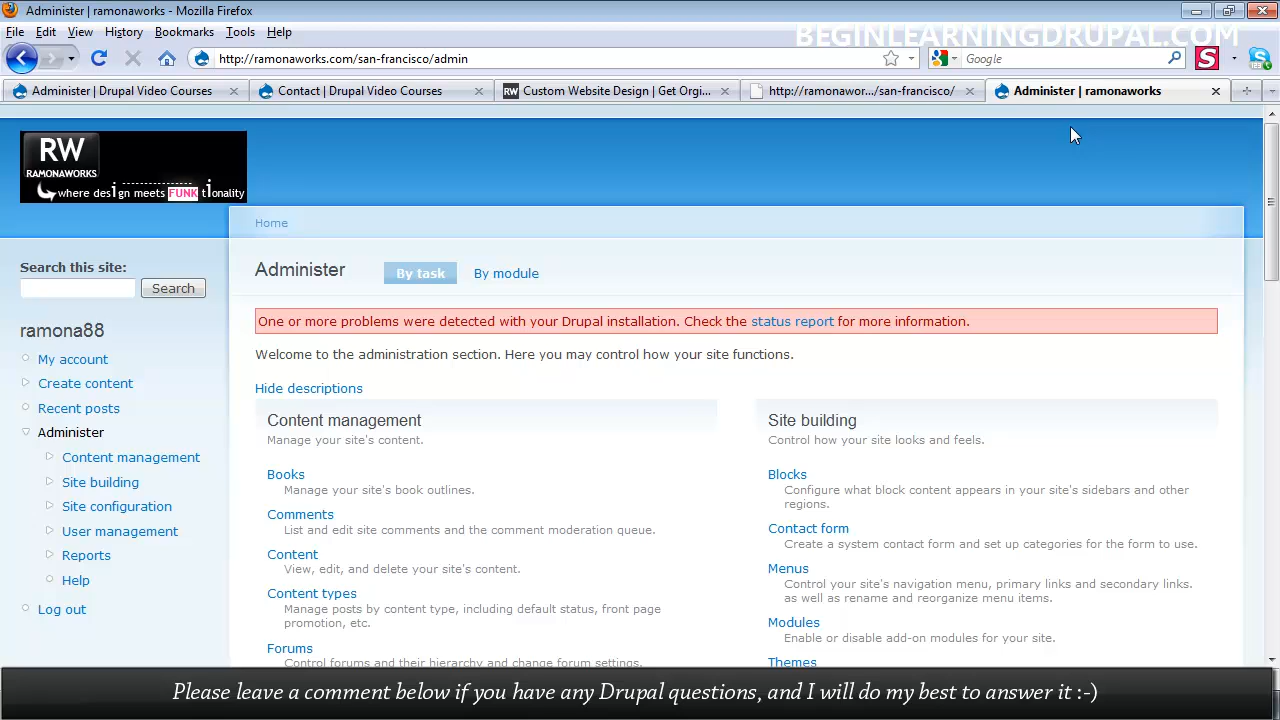 Administer | ramonaworks - Mozilla Firefox
File Edit View History Bookmarks Tools Help
BEGINLEARNINGDRUPAL.COM
http://ramonaworks.com/san-francisco/admin
Google
Administer | Drupal Video Courses
Contact | Drupal Video Courses
RW Custom Website Design | Get Orgi...
http://ramonawor.../san-francisco/
Administer | ramonaworks
RW
RAMONAWORKS
where design meets FUNKtionality
Home
Search this site:
Search
Administer By task By module
One or more problems were detected with your Drupal installation. Check the status report for more information.
Welcome to the administration section. Here you may control how your site functions.
Hide descriptions
ramona88
My account
Create content
Recent posts
Administer
Content management
Site building
Site configuration
User management
Reports
Help
Log out
Content management
Manage your site's content.
Books
Manage your site's book outlines.
Comments
List and edit site comments and the comment moderation queue.
Content
View, edit, and delete your site's content.
Content types
Manage posts by content type, including default status, front page
promotion, etc.
Forums
Control forums and their hierarchy and change forum settings.
Site building
Control how your site looks and feels.
Blocks
Configure what block content appears in your site's sidebars and other
regions.
Contact form
Create a system contact form and set up categories for the form to use.
Menus
Control your site's navigation menu, primary links and secondary links.
as well as rename and reorganize menu items.
Modules
Enable or disable add-on modules for your site.
Themes
Please leave a comment below if you have any Drupal questions, and I will do my best to answer it :-)